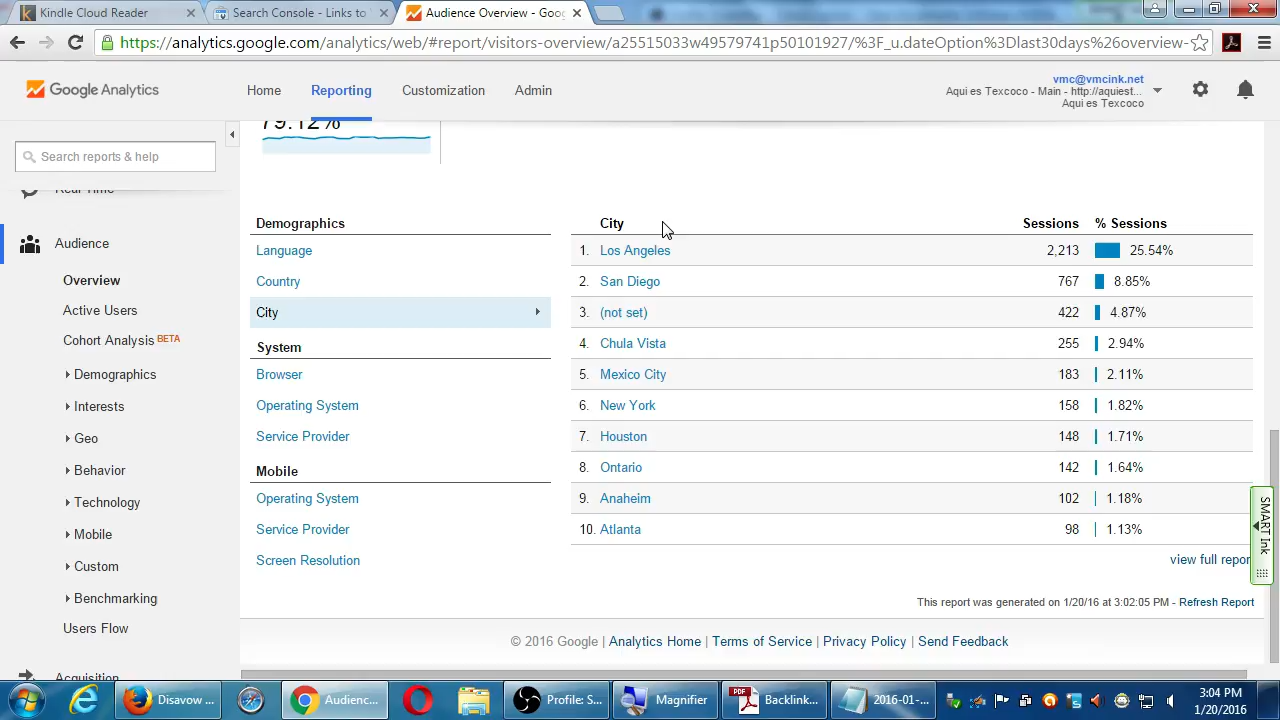 Kindle Cloud Reader
Search Console - Links to
Audience Overview - Goo
https://analytics.google.com/analytics/web/#report/visitors-overview/a25515033w49579741p50101927/%3F_u.dateOption%3Dlast30days%26overview-
Google Analytics
Home
Reporting
Customization
Admin
vmc@vmcink.net
Aqui es Texcoco - Main - http://aquiest...
Aqui es Texcoco
79.12%
Search reports & help
Real-Time
Audience
Overview
Active Users
Cohort Analysis BETA
Demographics
Interests
Geo
Behavior
Technology
Mobile
Custom
Benchmarking
Users Flow
Acquisition
Demographics
Language
Country
City
System
Browser
Operating System
Service Provider
Mobile
Operating System
Service Provider
Screen Resolution
City Sessions % Sessions
1. Los Angeles 2,213 25.54%
2. San Diego 767 8.85%
3. (not set) 422 4.87%
4. Chula Vista 255 2.94%
5. Mexico City 183 2.11%
6. New York 158 1.82%
7. Houston 148 1.71%
8. Ontario 142 1.64%
9. Anaheim 102 1.18%
10. Atlanta 98 1.13%
view full repor
SMART Ink
This report was generated on 1/20/16 at 3:02:05 PM - Refresh Report
© 2016 Google | Analytics Home | Terms of Service | Privacy Policy | Send Feedback
Disavow ...
Audienc...
Profile: S...
Magnifier
PDF
Backlink...
2016-01-...
3:04 PM
1/20/2016